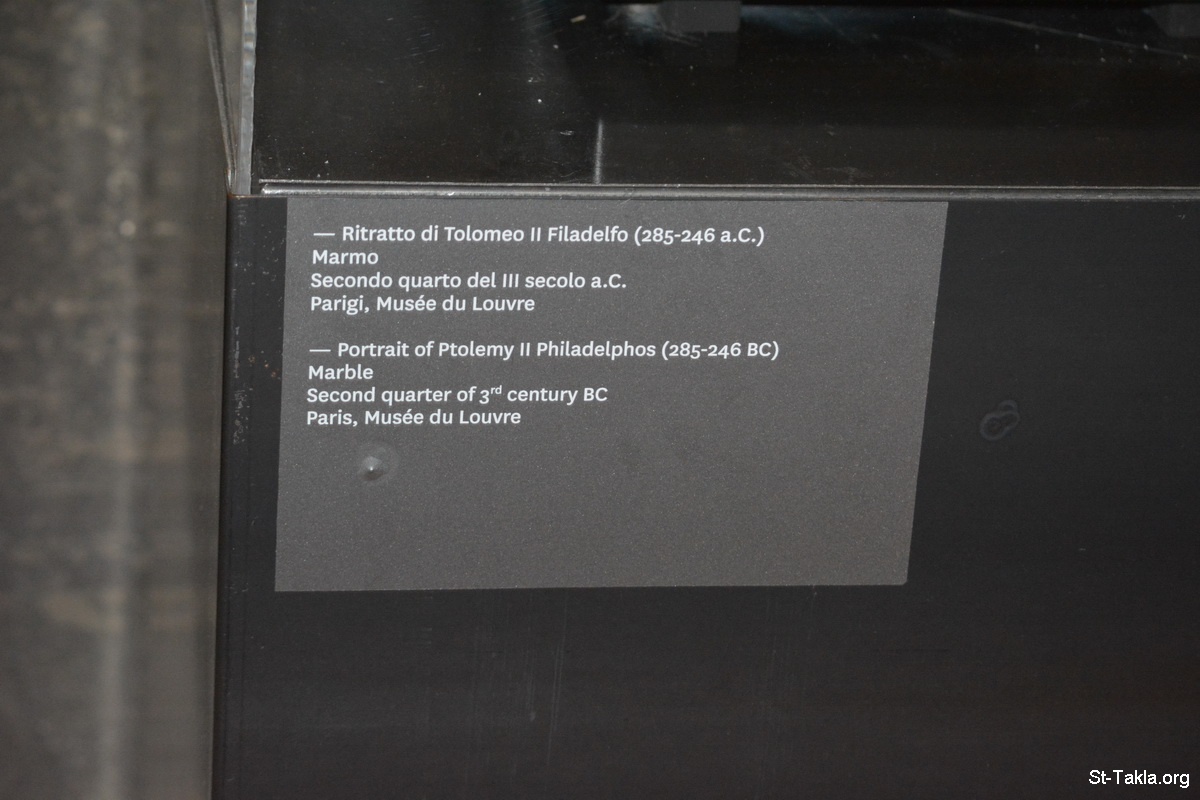 — Ritratto di Tolomeo II Filadelfo (285-246 a.C.)
Marmo
Secondo quarto del III secolo a.C.
Parigi, Musée du Louvre
— Portrait of Ptolemy II Philadelphos (285-246 BC)
Marble
Second quarter of 3rd century BC
Paris, Musée du Louvre
St-Takla.org